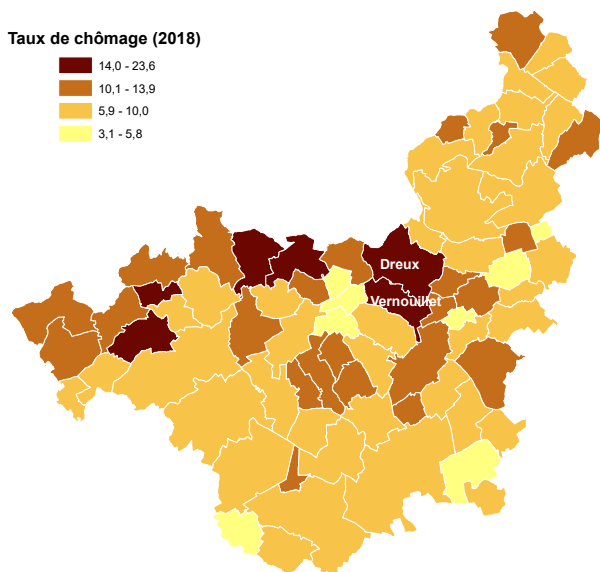 Taux de chômage (2018)
14,0 - 23,6
10,1 - 13,9
5,9 - 10,0
3,1 - 5,8
Dreux
Vernouillet